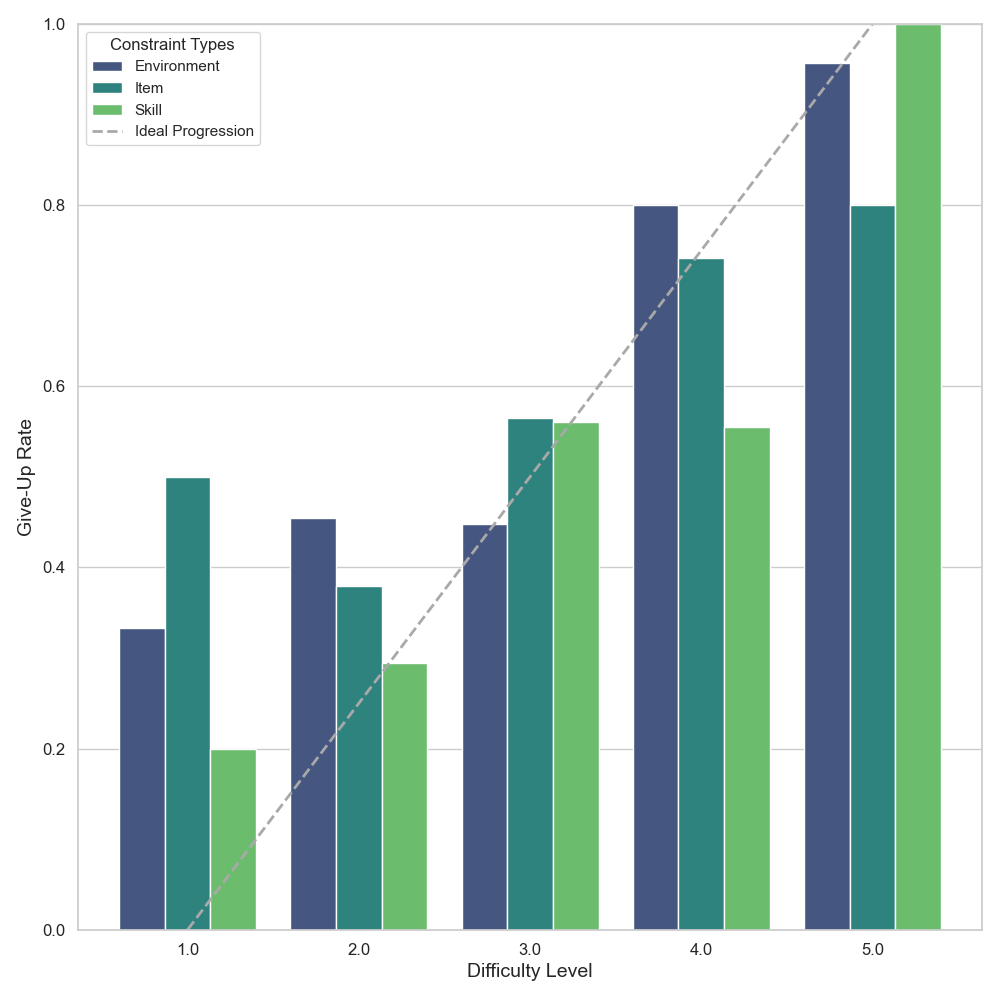 Constraint Types
Environment
Item
Skill
Ideal Progression
1.0
0.8
0.6
0.4
0.2
0.0
Give-Up Rate
1.0 2.0 3.0 4.0 5.0
Difficulty Level